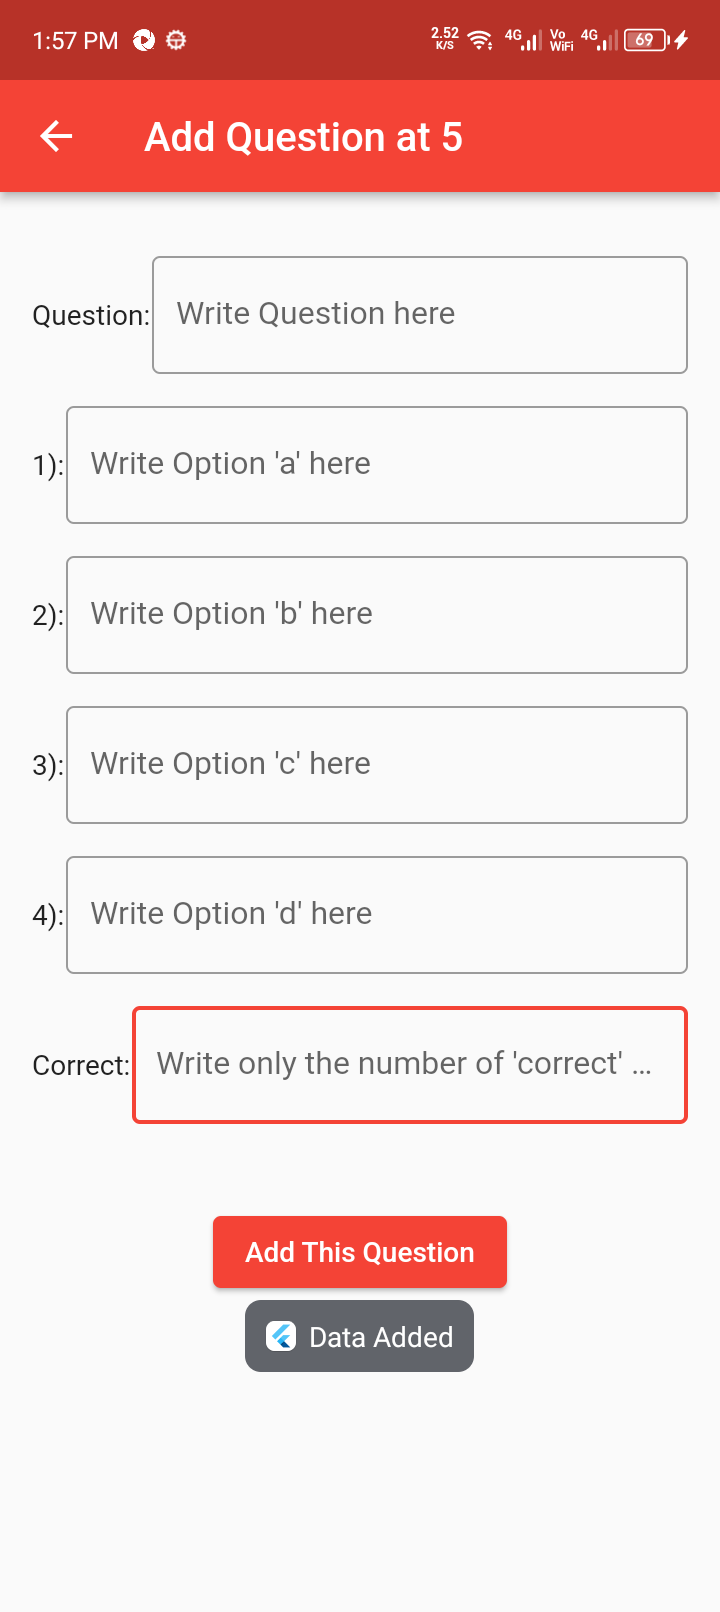 1:57 PM 2.52 K/S 4G Vo WiFi 4G 69
Add Question at 5
Question: Write Question here
1): Write Option 'a' here
2): Write Option 'b' here
3): Write Option 'c' here
4): Write Option 'd' here
Correct: Write only the number of 'correct' ...
Add This Question
Data Added